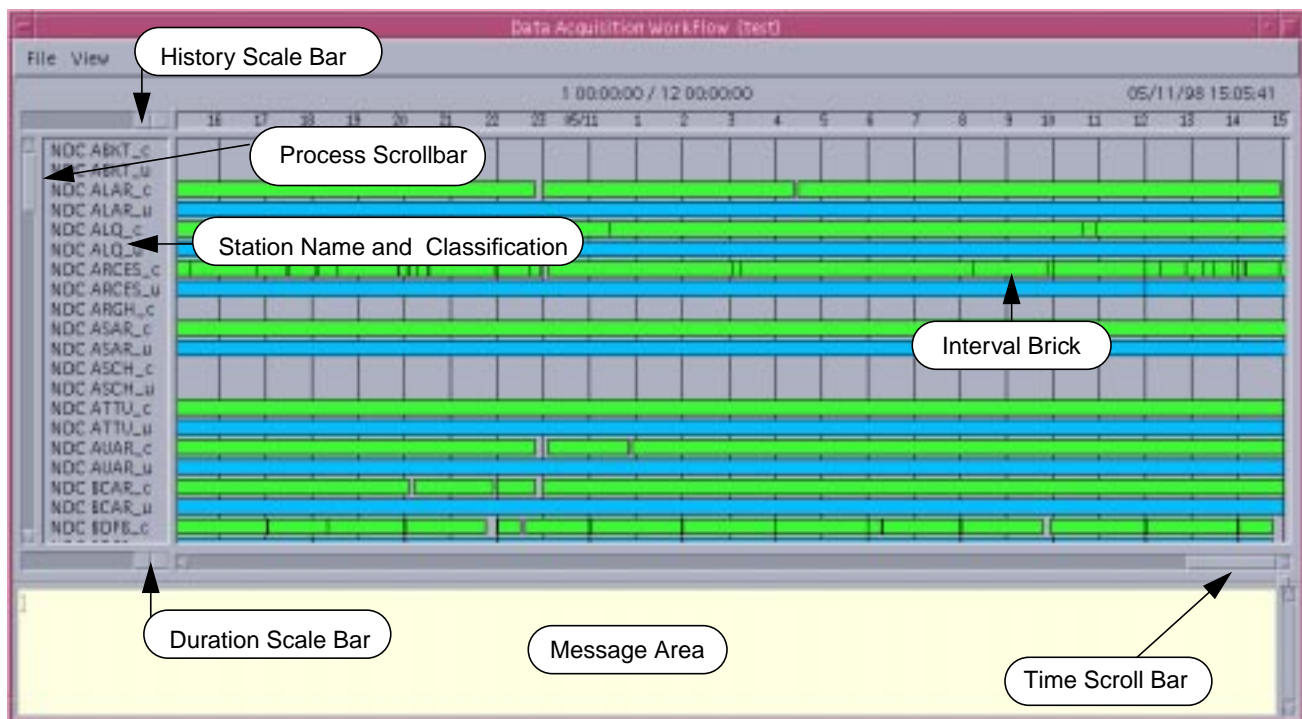 Data Acquisition WorkFlow (test)
File View
History Scale Bar
1 00:00:00 / 12 00:00:00
05/11/98 15:05:41
16 17 18 19 20 21 22 23 05/11 1 2 3 4 5 6 7 8 9 10 11 12 13 14 15
NDC ABKT_c
NDC ABKT_u
Process Scrollbar
NDC ALAR_c
NDC ALAR_u
NDC ALQ_c
NDC ALQ_u
Station Name and Classification
NDC ARCES_c
NDC ARCES_u
NDC ARGH_c
NDC ASAR_c
NDC ASAR_u
Interval Brick
NDC ASCH_c
NDC ASCH_u
NDC ATTU_c
NDC ATTU_u
NDC AUAR_c
NDC AUAR_u
NDC BCAR_c
NDC BCAR_u
NDC BDFB_c
Duration Scale Bar
Message Area
Time Scroll Bar